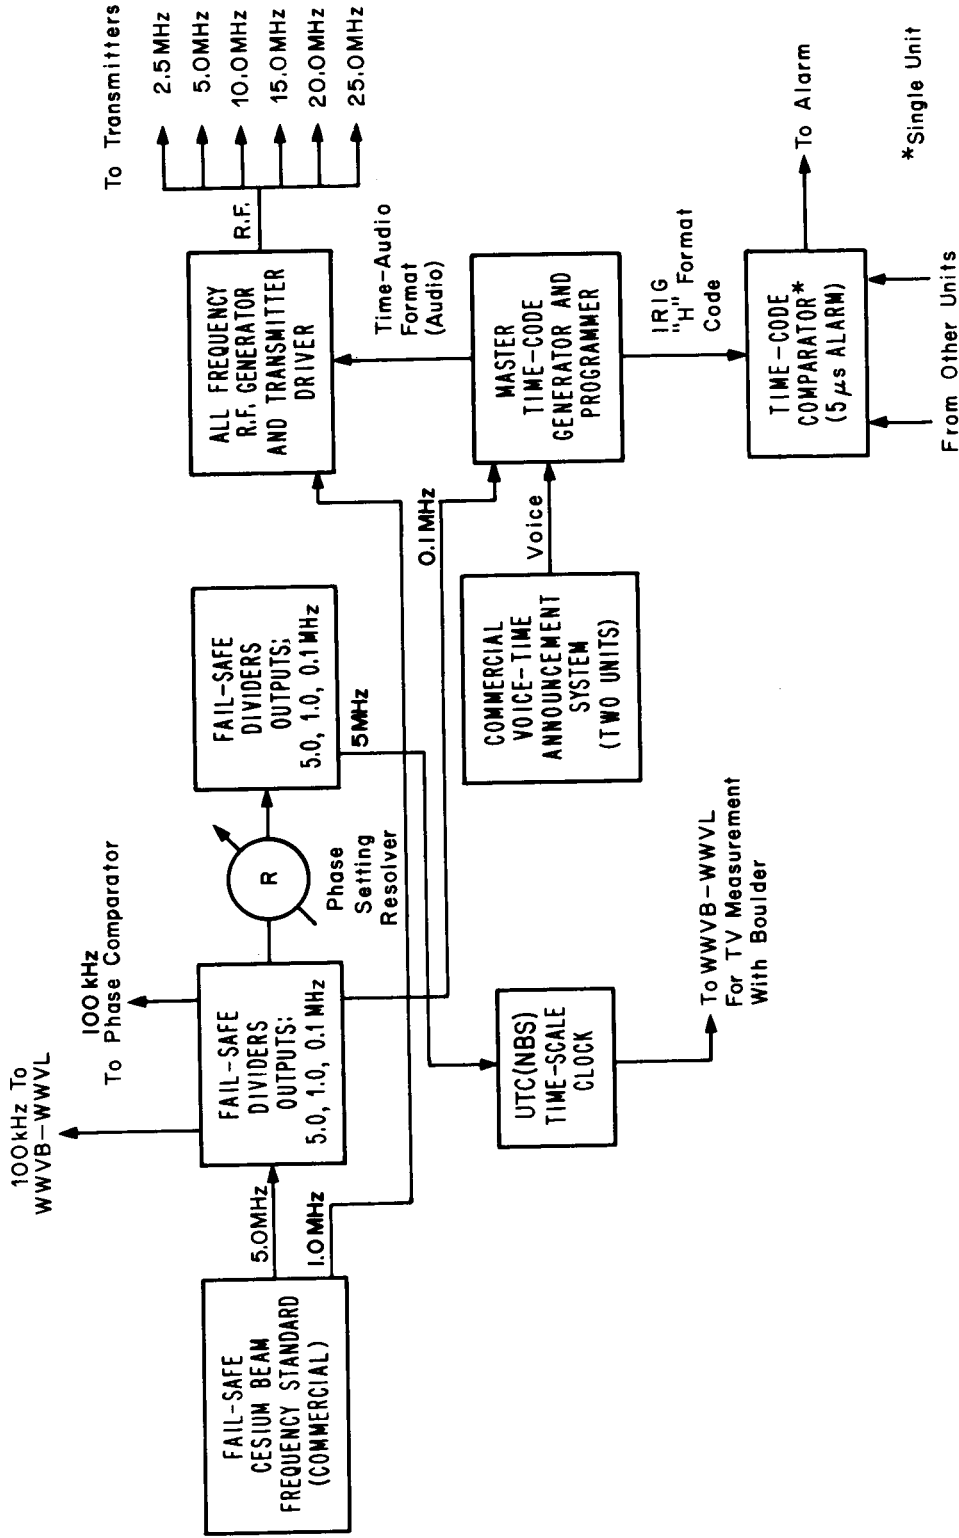 100kHz To
WWVB-WWVL
100kHz
To Phase Comparator
To Transmitters
2.5MHz
5.0MHz
10.0MHz
15.0MHz
20.0MHz
25.0MHz
FAIL-SAFE
CESIUM BEAM
FREQUENCY STANDARD
(COMMERCIAL)
5.0MHz
1.0MHz
FAIL-SAFE
DIVIDERS
OUTPUTS:
5.0, 1.0, 0.1 MHz
R
Phase
Setting
Resolver
FAIL-SAFE
DIVIDERS
OUTPUTS:
5.0, 1.0, 0.1 MHz
5MHz
ALL FREQUENCY
R.F. GENERATOR
AND TRANSMITTER
DRIVER
R.F.
0.1MHz
Time-Audio
Format
(Audio)
UTC(NBS)
TIME-SCALE
CLOCK
To WWVB-WWVL
For TV Measurement
With Boulder
COMMERCIAL
VOICE-TIME
ANNOUNCEMENT
SYSTEM
(TWO UNITS)
Voice
MASTER
TIME-CODE
GENERATOR AND
PROGRAMMER
IRIG
"H" Format
Code
TIME-CODE
COMPARATOR*
(5μs ALARM)
To Alarm
From Other Units
*Single Unit